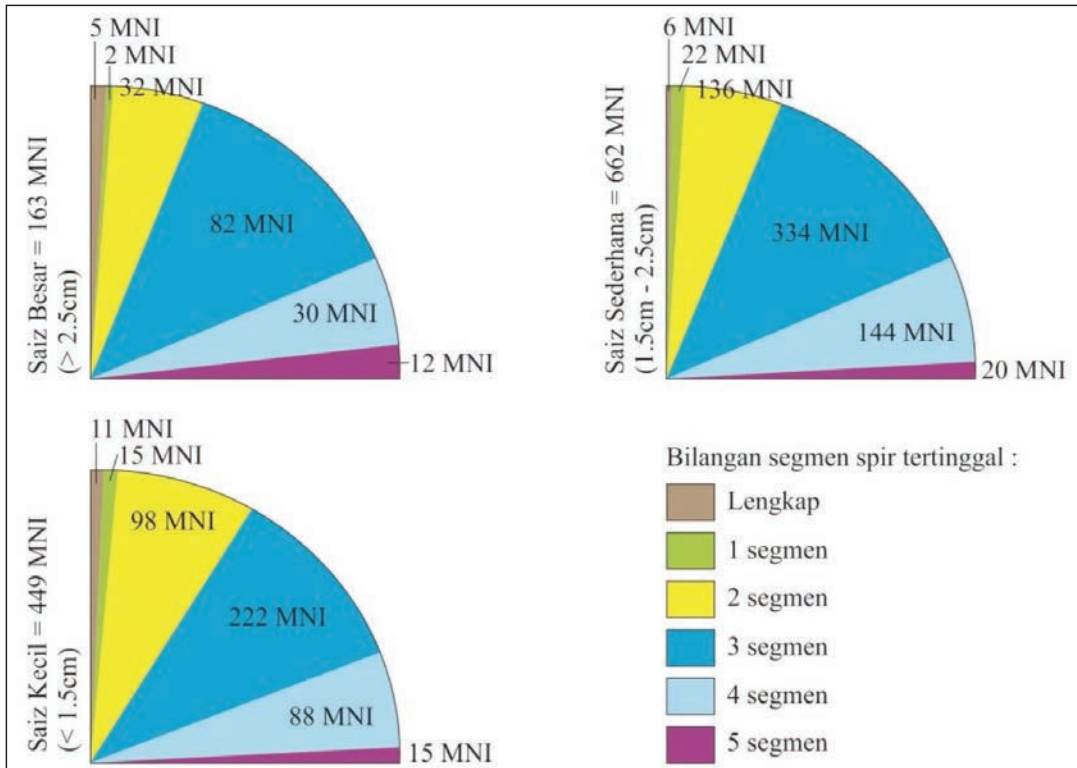 5 MNI
2 MNI
32 MNI
82 MNI
30 MNI
12 MNI
Saiz Besar = 163 MNI
(> 2.5cm)
6 MNI
22 MNI
136 MNI
334 MNI
144 MNI
20 MNI
Saiz Sederhana = 662 MNI
(1.5cm - 2.5cm)
11 MNI
15 MNI
98 MNI
222 MNI
88 MNI
15 MNI
Saiz Kecil = 449 MNI
(< 1.5cm)
Bilangan segmen spir tertinggal :
Lengkap
1 segmen
2 segmen
3 segmen
4 segmen
5 segmen